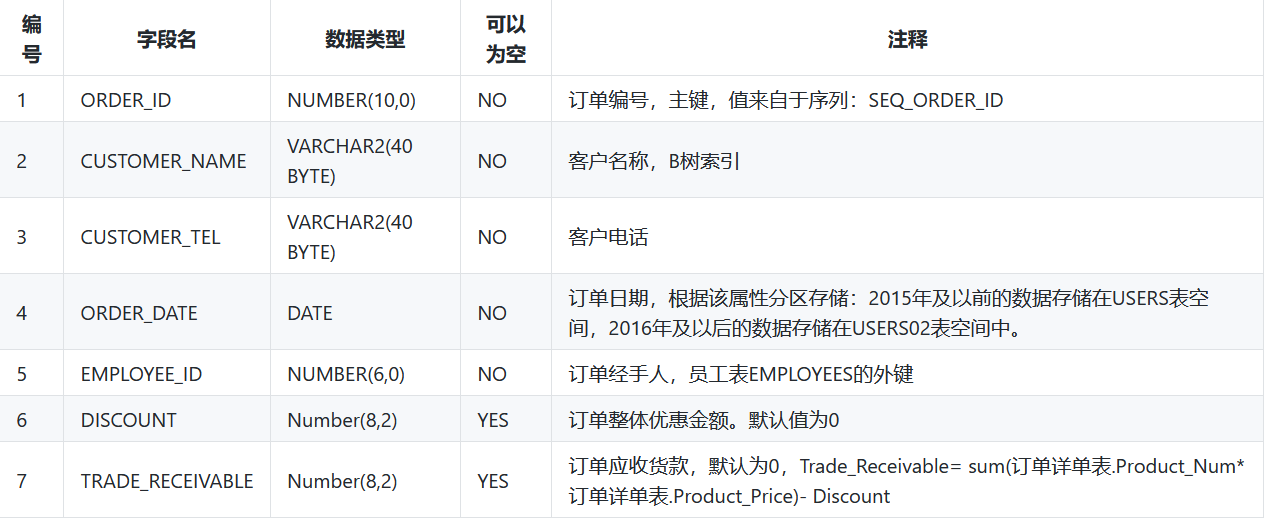 编号 字段名 数据类型 可以为空 注释
1 ORDER_ID NUMBER(10,0) NO 订单编号，主键，值来自于序列：SEQ_ORDER_ID
2 CUSTOMER_NAME VARCHAR2(40 BYTE) NO 客户名称，B树索引
3 CUSTOMER_TEL VARCHAR2(40 BYTE) NO 客户电话
4 ORDER_DATE DATE NO 订单日期，根据该属性分区存储：2015年及以前的数据存储在USERS表空间，2016年及以后的数据存储在USERS02表空间中。
5 EMPLOYEE_ID NUMBER(6,0) NO 订单经手人，员工表EMPLOYEES的外键
6 DISCOUNT Number(8,2) YES 订单整体优惠金额。默认值为0
7 TRADE_RECEIVABLE Number(8,2) YES 订单应收货款，默认为0，Trade_Receivable= sum(订单详单表.Product_Num*订单详单表.Product_Price)- Discount